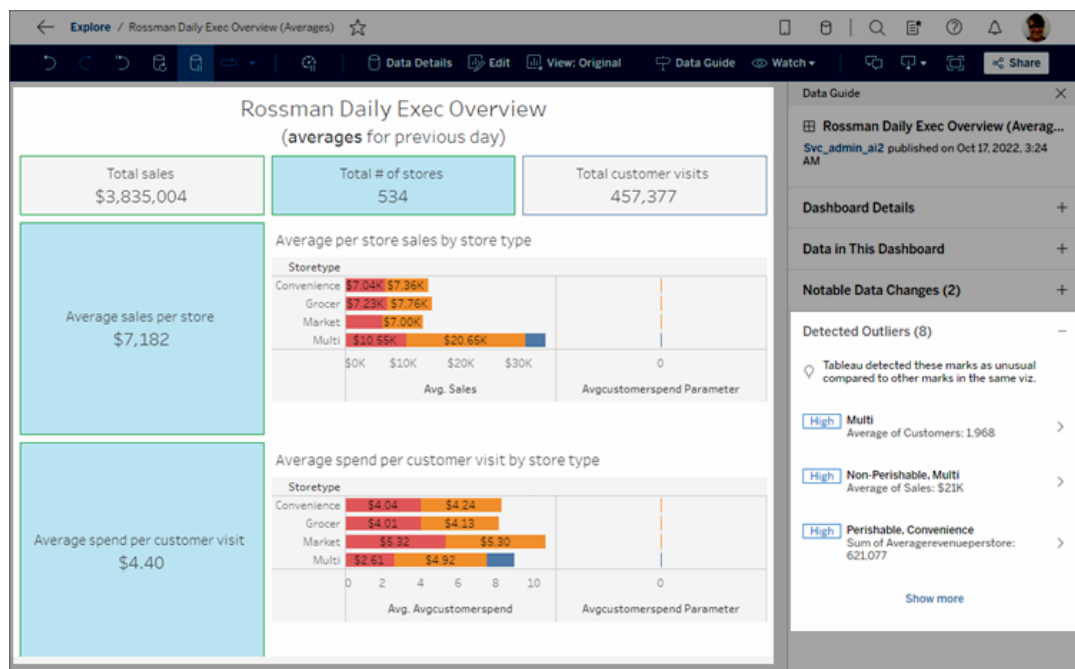 Explore / Rossman Daily Exec Overview (Averages)
Data Details Edit View: Original Data Guide Watch Share
Rossman Daily Exec Overview
(averages for previous day)
Total sales
$3,835,004
Total # of stores
534
Total customer visits
457,377
Average sales per store
$7,182
Average per store sales by store type
Storetype
Convenience $7.04K $7.36K
Grocer $7.23K $7.76K
Market $7.00K
Multi $10.55K $20.65K
$0K $10K $20K $30K 0
Avg. Sales Avgcustomerspend Parameter
Average spend per customer visit
$4.40
Average spend per customer visit by store type
Storetype
Convenience $4.04 $4.24
Grocer $4.01 $4.13
Market $5.32 $5.30
Multi $2.61 $4.92
0 2 4 6 8 10 0
Avg. Avgcustomerspend Avgcustomerspend Parameter
Data Guide
Rossman Daily Exec Overview (Averag...
Svc_admin_ai2 published on Oct 17, 2022, 3:24
AM
Dashboard Details
Data in This Dashboard
Notable Data Changes (2)
Detected Outliers (8)
Tableau detected these marks as unusual
compared to other marks in the same viz.
High Multi
Average of Customers: 1,968
High Non-Perishable, Multi
Average of Sales: $21K
High Perishable, Convenience
Sum of Averagerevenueperstore:
621,077
Show more